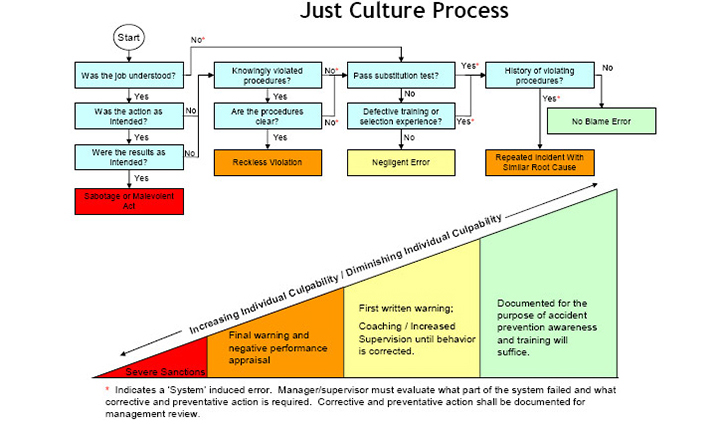 Just Culture Process
Start
No*
Was the job understood?
Knowingly violated
procedures?
No*
Pass substitution test?
Yes*
History of violating
procedures?
No
Yes
Yes
No
Yes*
Was the action as
Intended?
No
Are the procedures
clear?
No*
Defective training or
selection experience?
Yes*
No Blame Error
Yes
Yes
No
Were the results as
Intended?
No
Reckless Violation
Negligent Error
Repeated Incident With
Similar Root Cause
Yes
Sabotage or Malevolent
Act
Increasing Individual Culpability / Diminishing Individual Culpability
Severe Sanctions
Final warning and
negative performance
appraisal
First written warning;
Coaching / Increased
Supervision until behavior
is corrected.
Documented for the
purpose of accident
prevention awareness
and training will
suffice.
* Indicates a 'System' induced error. Manager/supervisor must evaluate what part of the system failed and what
corrective and preventative action is required. Corrective and preventative action shall be documented for
management review.